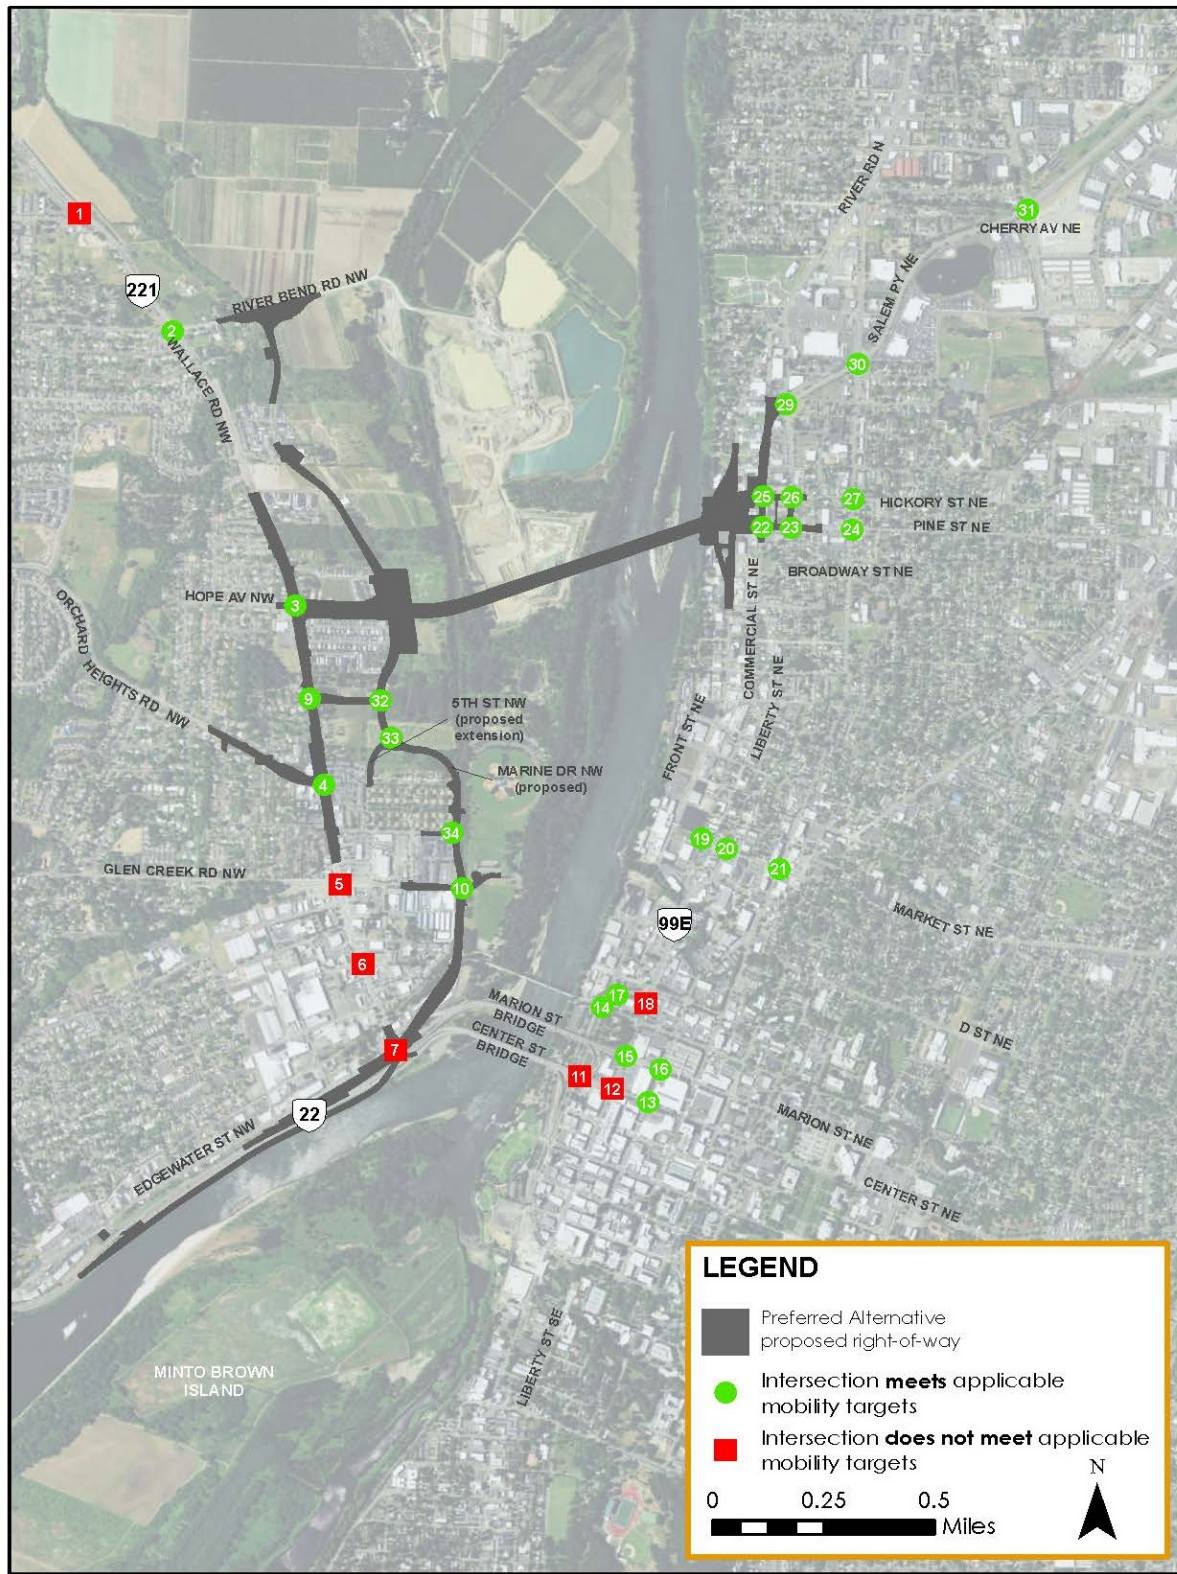 1
31
CHERRY AV NE
RIVER RD N
221
RIVER BEND RD NW
2
WALLACE RD NW
SALEM PY NE
30
29
25
26
27
HICKORY ST NE
22
23
24
PINE ST NE
BROADWAY ST NE
COMMERCIAL ST NE
LIBERTY ST NE
FRONT ST NE
HOPE AV NW
3
ORCHARD HEIGHTS RD NW
9
32
5TH ST NW
(proposed
extension)
33
MARINE DR NW
(proposed)
4
34
19
20
21
GLEN CREEK RD NW
5
10
MARKET ST NE
99E
6
MARION ST
BRIDGE
CENTER ST
BRIDGE
17
14
18
D ST NE
7
15
16
11
12
13
22
EDGEWATER ST NW
MARION ST NE
CENTER ST NE
MINTO BROWN
ISLAND
LIBERTY ST SE
LEGEND
Preferred Alternative
proposed right-of-way
Intersection meets applicable
mobility targets
Intersection does not meet applicable
mobility targets
N
0 0.25 0.5
Miles